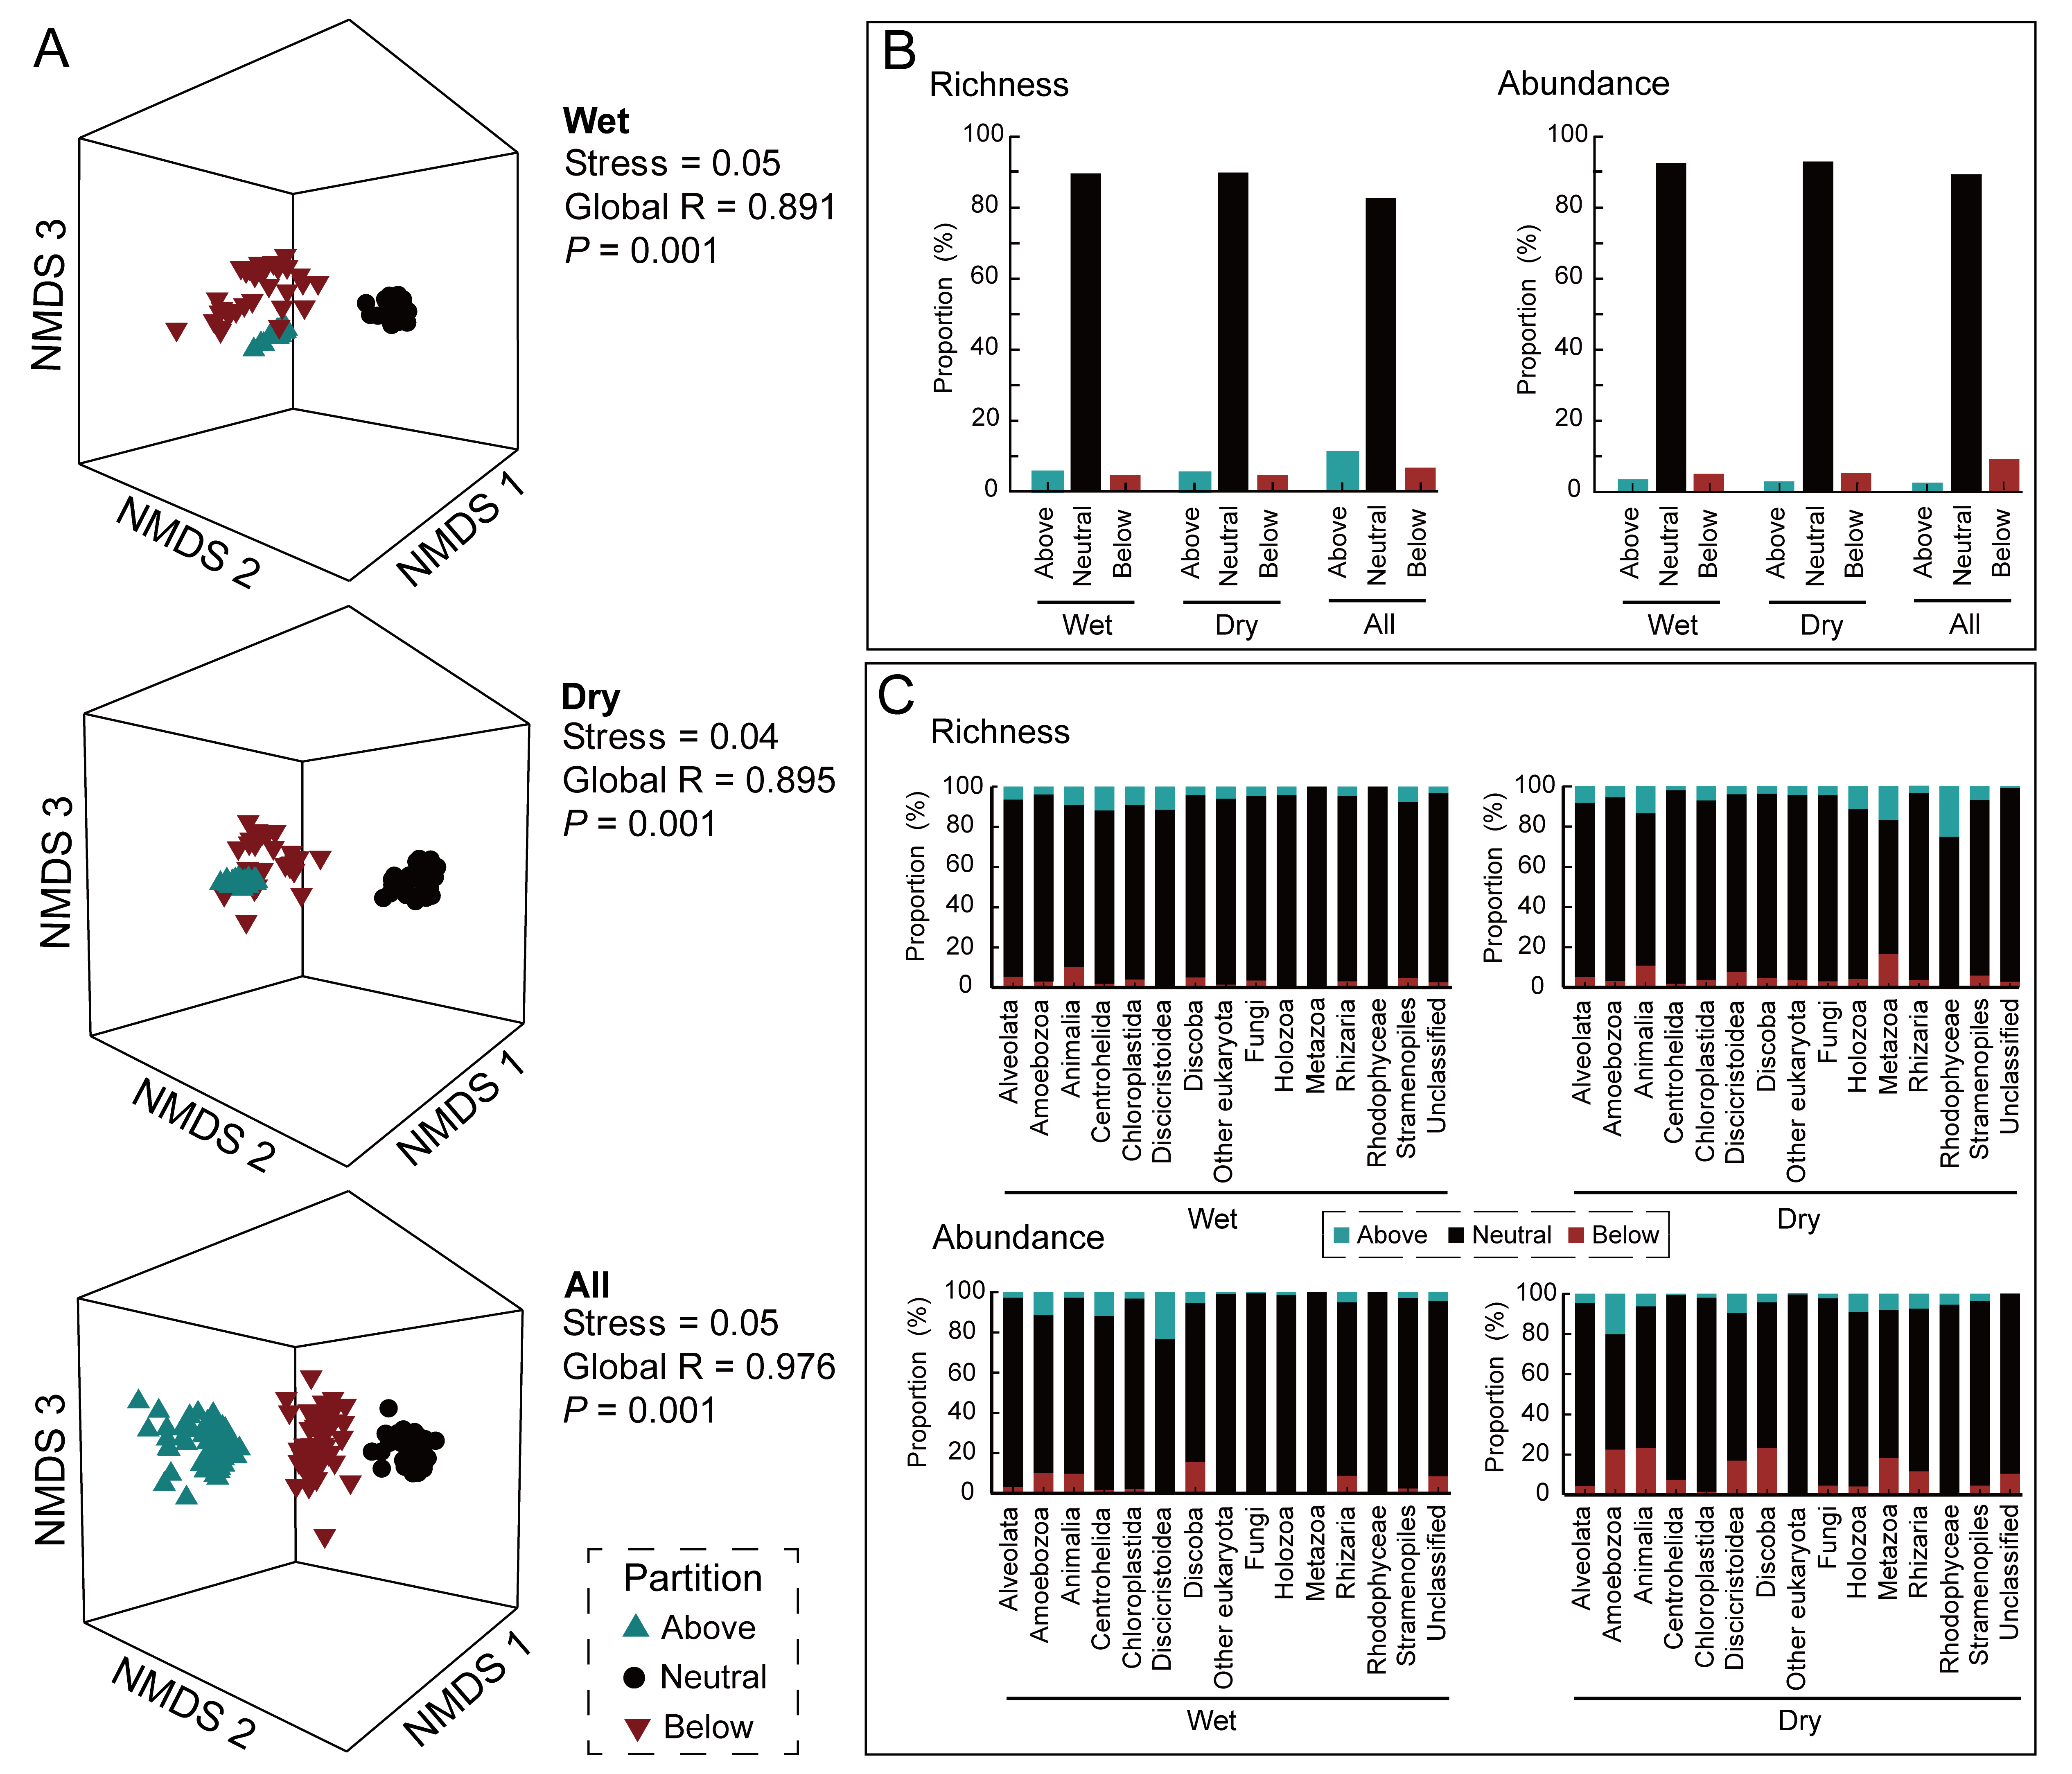 A
Wet
Stress = 0.05
Global R = 0.891
P = 0.001
NMDS 3
NMDS 2
NMDS 1
Dry
Stress = 0.04
Global R = 0.895
P = 0.001
NMDS 3
NMDS 2
NMDS 1
All
Stress = 0.05
Global R = 0.976
P = 0.001
NMDS 3
NMDS 2
NMDS 1
Partition
Above
Neutral
Below
B
Richness
Proportion (%)
100
80
60
40
20
0
Above
Neutral
Below
Above
Neutral
Below
Above
Neutral
Below
Wet
Dry
All
Abundance
Proportion (%)
100
80
60
40
20
0
Above
Neutral
Below
Above
Neutral
Below
Above
Neutral
Below
Wet
Dry
All
C
Richness
Proportion (%)
100
80
60
40
20
0
Alveolata
Amoebozoa
Animalia
Centrohelida
Chloroplastida
Discicristoidea
Discoba
Other eukaryota
Fungi
Holozoa
Metazoa
Rhizaria
Rhodophyceae
Stramenopiles
Unclassified
Wet
Proportion (%)
100
80
60
40
20
0
Alveolata
Amoebozoa
Animalia
Centrohelida
Chloroplastida
Discicristoidea
Discoba
Other eukaryota
Fungi
Holozoa
Metazoa
Rhizaria
Rhodophyceae
Stramenopiles
Unclassified
Dry
Above
Neutral
Below
Abundance
Proportion (%)
100
80
60
40
20
0
Alveolata
Amoebozoa
Animalia
Centrohelida
Chloroplastida
Discicristoidea
Discoba
Other eukaryota
Fungi
Holozoa
Metazoa
Rhizaria
Rhodophyceae
Stramenopiles
Unclassified
Wet
Proportion (%)
100
80
60
40
20
0
Alveolata
Amoebozoa
Animalia
Centrohelida
Chloroplastida
Discicristoidea
Discoba
Other eukaryota
Fungi
Holozoa
Metazoa
Rhizaria
Rhodophyceae
Stramenopiles
Unclassified
Dry